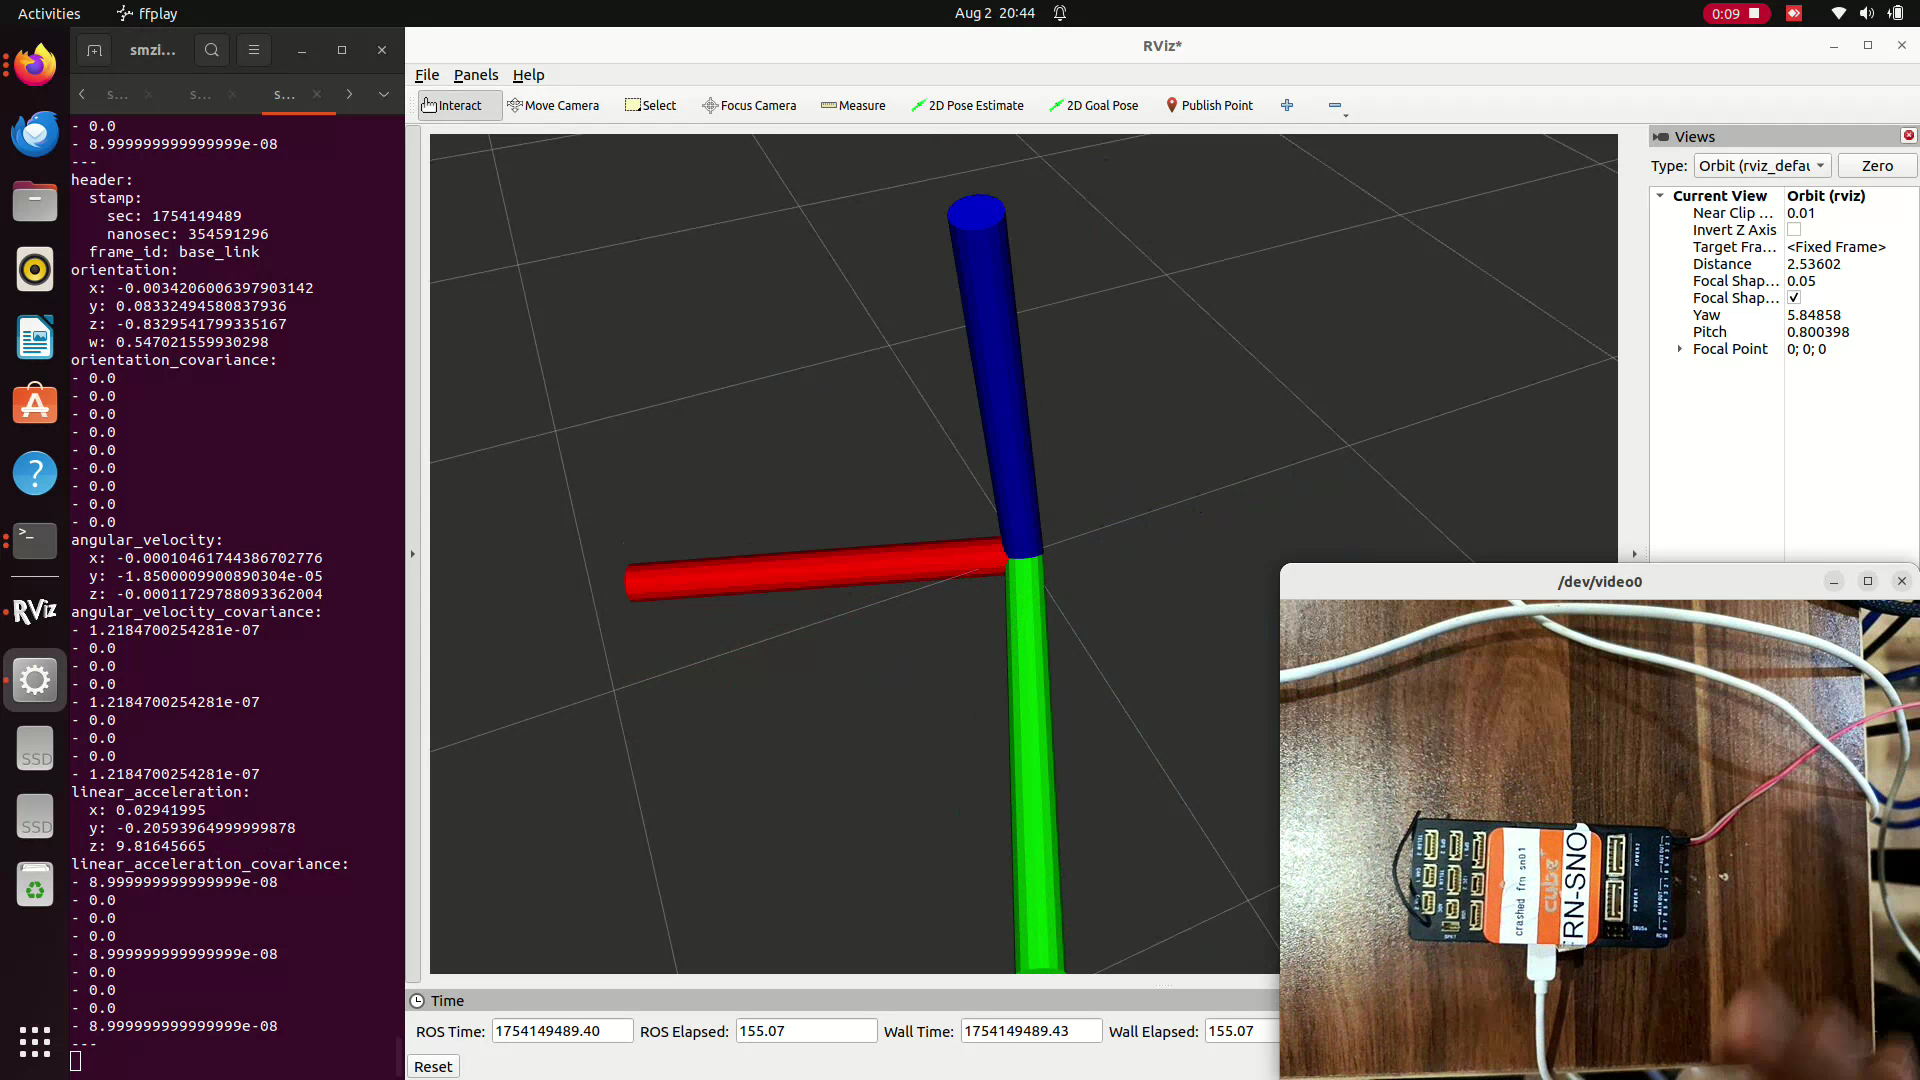 Activities
ffplay
Aug 2 20:44
0:09
smzi...
s...
s...
s...
- 0.0
- 8.999999999999999e-08
---
header:
stamp:
sec: 1754149489
nanosec: 354591296
frame_id: base_link
orientation:
x: -0.0034206006397903142
y: 0.08332494580837936
z: -0.8329541799335167
w: 0.547021559930298
orientation_covariance:
- 0.0
- 0.0
- 0.0
- 0.0
- 0.0
- 0.0
- 0.0
- 0.0
- 0.0
angular_velocity:
x: -0.00010461744386702776
y: -1.8500009900890304e-05
z: -0.00011729788093362004
angular_velocity_covariance:
- 1.2184700254281e-07
- 0.0
- 0.0
- 0.0
- 1.2184700254281e-07
- 0.0
- 0.0
- 0.0
- 1.2184700254281e-07
linear_acceleration:
x: 0.02941995
y: -0.20593964999999878
z: 9.81645665
linear_acceleration_covariance:
- 8.999999999999999e-08
- 0.0
- 0.0
- 0.0
- 8.999999999999999e-08
- 0.0
- 0.0
- 0.0
- 8.999999999999999e-08
---
RViz
SSD
SSD
RViz*
File Panels Help
Interact Move Camera Select Focus Camera Measure 2D Pose Estimate 2D Goal Pose Publish Point
Views
Type: Orbit (rviz_defau Zero
Current View Orbit (rviz)
Near Clip ... 0.01
Invert Z Axis
Target Fra... <Fixed Frame>
Distance 2.53602
Focal Shap... 0.05
Focal Shap... ✓
Yaw 5.84858
Pitch 0.800398
Focal Point 0; 0; 0
/dev/video0
crashed frn sn01
cube
FRN-SNO
POWER2
POWER1
Time
ROS Time: 1754149489.40 ROS Elapsed: 155.07 Wall Time: 1754149489.43 Wall Elapsed: 155.07
Reset